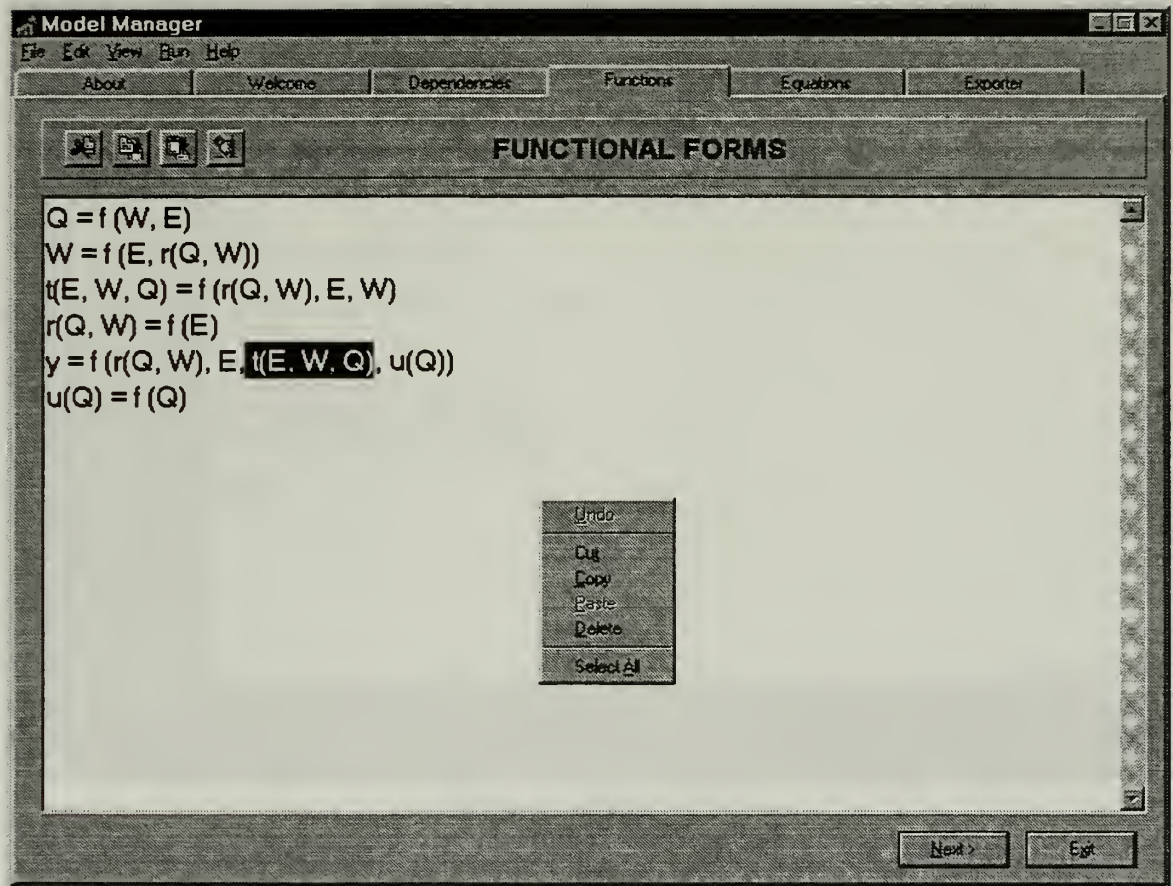 Model Manager
File Edit View Run Help
About Welcome Dependencies Functions Equations Exporter
FUNCTIONAL FORMS
Q = f (W, E)
W = f (E, r(Q, W))
t(E, W, Q) = f (r(Q, W), E, W)
r(Q, W) = f (E)
y = f (r(Q, W), E, t(E, W, Q), u(Q))
u(Q) = f (Q)
Undo
Cut
Copy
Paste
Delete
Select All
Next > Exit